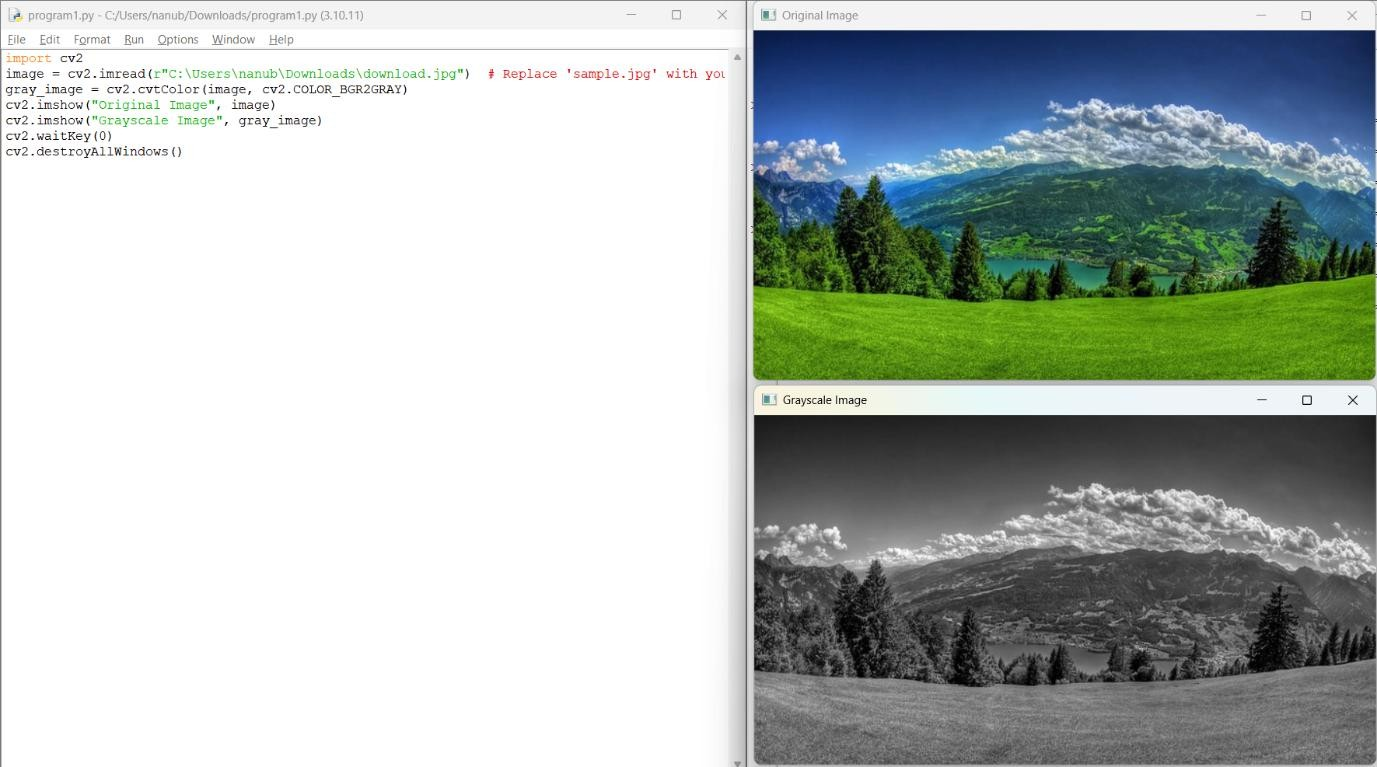 program1.py - C:/Users/nanub/Downloads/program1.py (3.10.11)
File Edit Format Run Options Window Help
import cv2
image = cv2.imread(r"C:\Users\nanub\Downloads\download.jpg")  # Replace 'sample.jpg' with you
gray_image = cv2.cvtColor(image, cv2.COLOR_BGR2GRAY)
cv2.imshow("Original Image", image)
cv2.imshow("Grayscale Image", gray_image)
cv2.waitKey(0)
cv2.destroyAllWindows()
Original Image
Grayscale Image